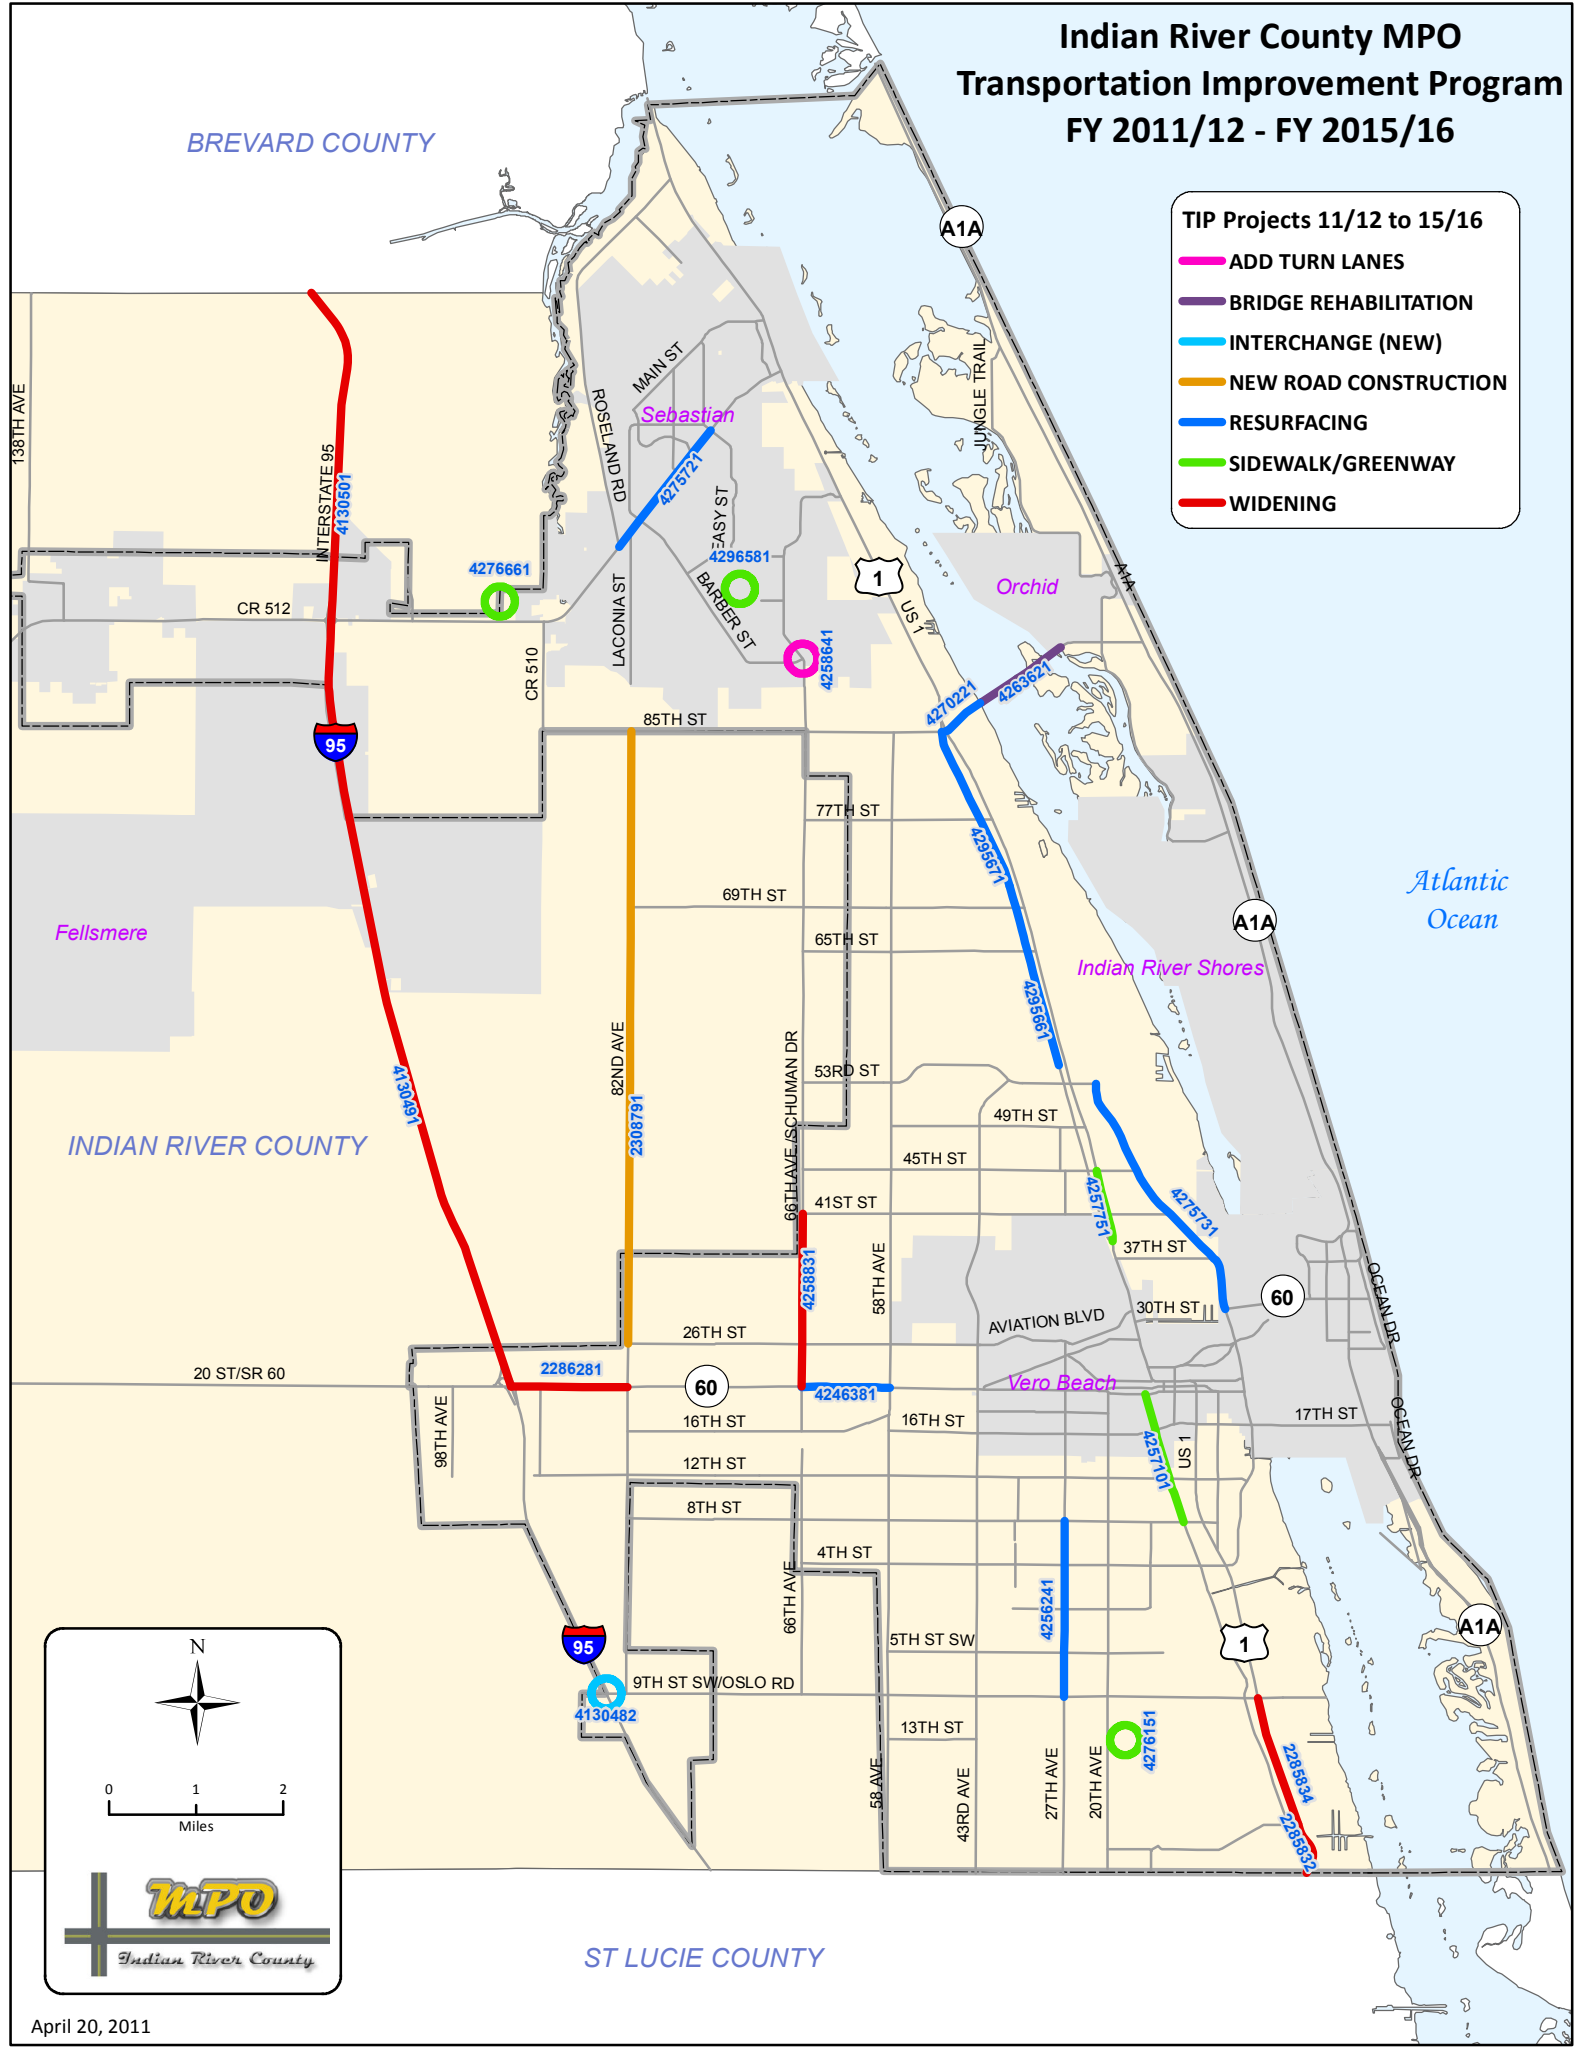 Indian River County MPO
Transportation Improvement Program
FY 2011/12 - FY 2015/16
BREVARD COUNTY
A1A
TIP Projects 11/12 to 15/16
ADD TURN LANES
BRIDGE REHABILITATION
INTERCHANGE (NEW)
NEW ROAD CONSTRUCTION
RESURFACING
SIDEWALK/GREENWAY
WIDENING
138TH AVE
INTERSTATE 95
4130501
ROSELAND RD
MAIN ST
Sebastian
4275721
EASY ST
JUNGLE TRAIL
4276661
4296581
BARBER ST
LACONIA ST
1
US 1
Orchid
A1A
CR 512
CR 510
4258641
4270221
4263621
95
85TH ST
77TH ST
4295671
69TH ST
65TH ST
Fellsmere
Atlantic
Ocean
A1A
Indian River Shores
4295661
82ND AVE
2308791
66TH AVE /SCHUMAN DR
53RD ST
4130491
49TH ST
INDIAN RIVER COUNTY
45TH ST
41ST ST
4257751
4275731
37TH ST
58TH AVE
4258831
60
30TH ST
AVIATION BLVD
OCEAN DR
26TH ST
20 ST/SR 60
2286281
60
4246381
Vero Beach
98TH AVE
16TH ST
16TH ST
17TH ST
OCEAN DR
US 1
4257101
12TH ST
8TH ST
4TH ST
66TH AVE
4256241
5TH ST SW
1
A1A
95
9TH ST SW/OSLO RD
4130482
13TH ST
4276151
58 AVE
43RD AVE
27TH AVE
20TH AVE
2285834
2285832
N
0 1 2
Miles
MPO
Indian River County
ST LUCIE COUNTY
April 20, 2011